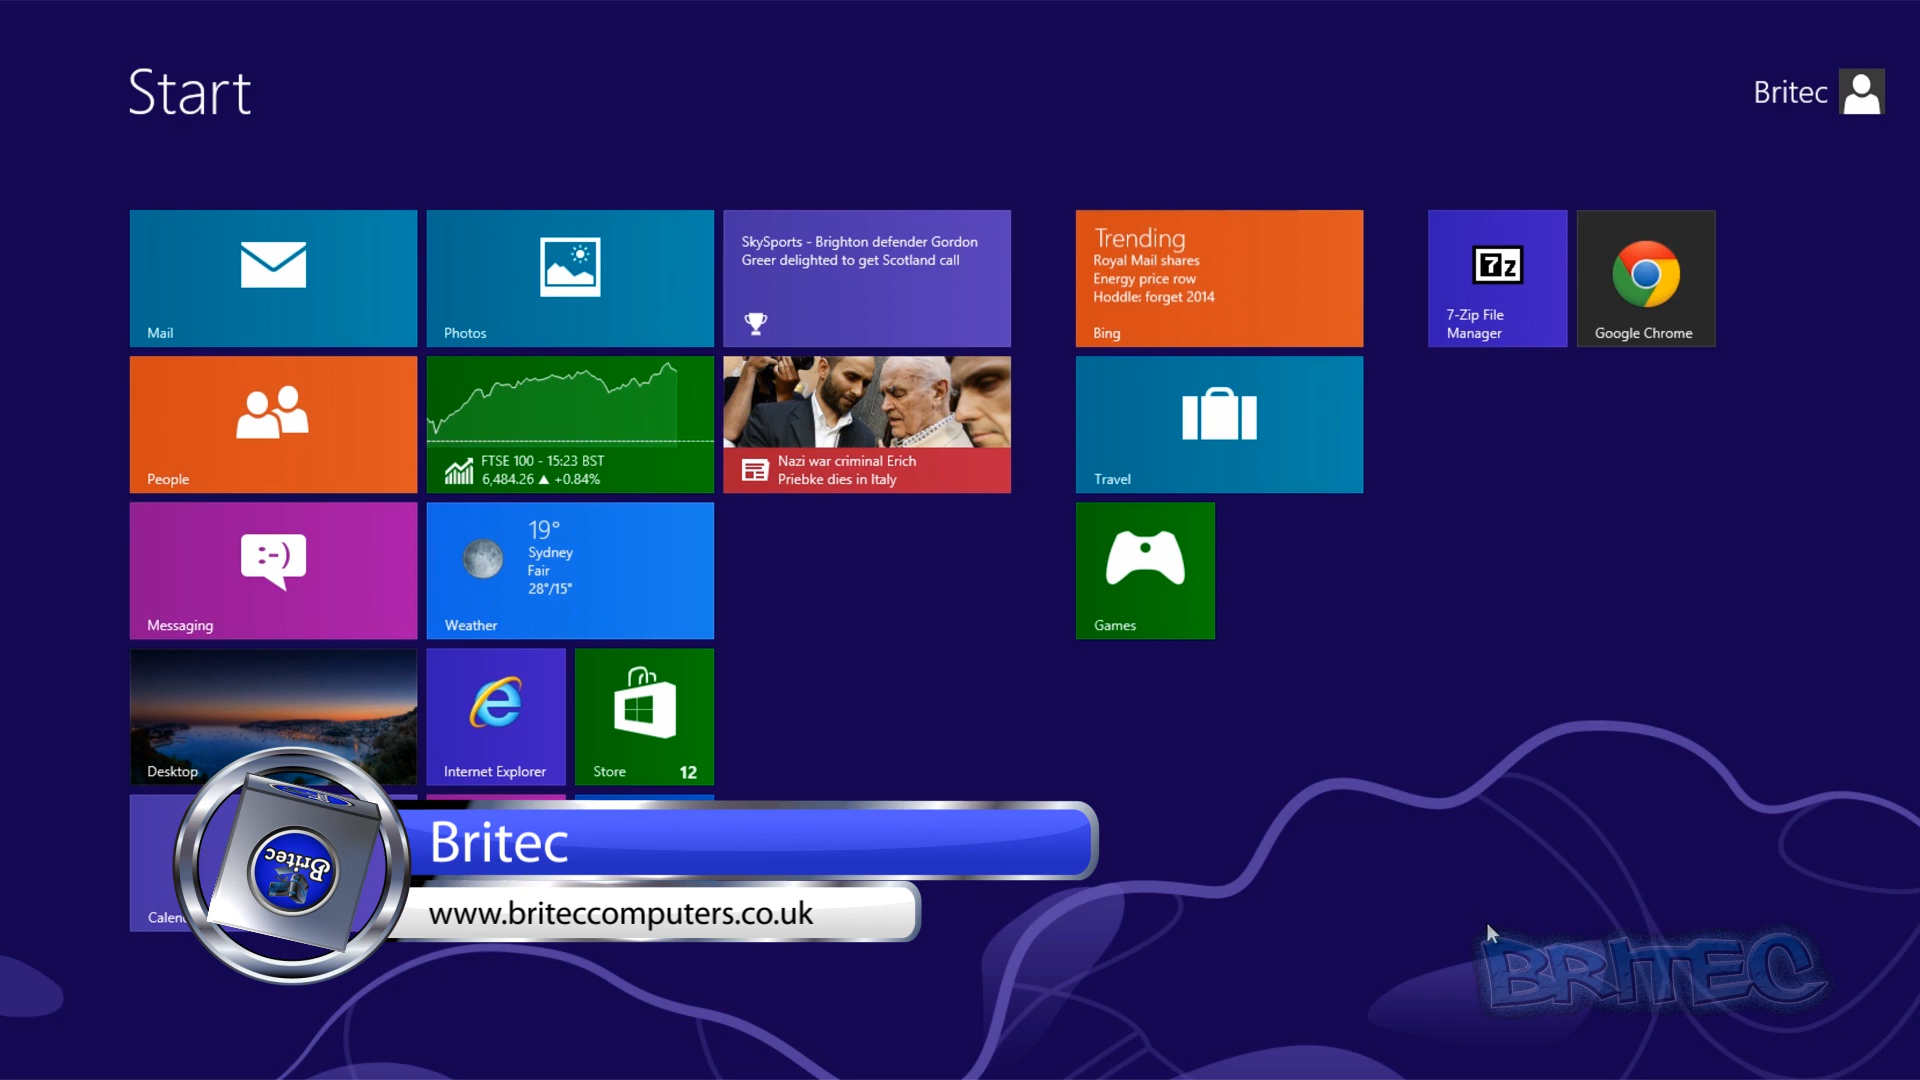 Start
Britec
Mail
Photos
SkySports - Brighton defender Gordon
Greer delighted to get Scotland call
Trending
Royal Mail shares
Energy price row
Hoddle: forget 2014
Bing
7z
7-Zip File
Manager
Google Chrome
People
FTSE 100 - 15:23 BST
6,484.26 ▲ +0.84%
Nazi war criminal Erich
Priebke dies in Italy
Travel
:-)
Messaging
19°
Sydney
Fair
28°/15°
Weather
Games
Desktop
Internet Explorer
Store
12
Britec
Britec
www.briteccomputers.co.uk
BRITEC